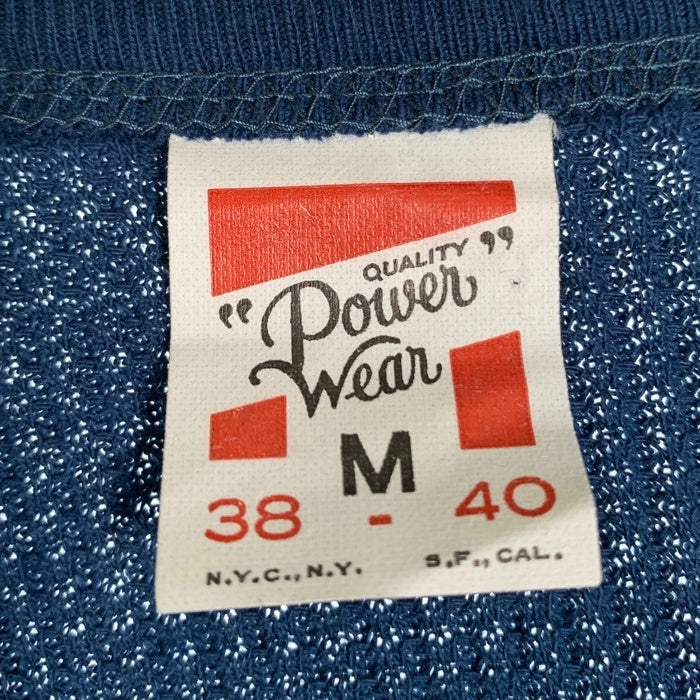 QUALITY
"Power"
Wear
M
38 - 40
N.Y.C., N.Y. S.F., CAL.